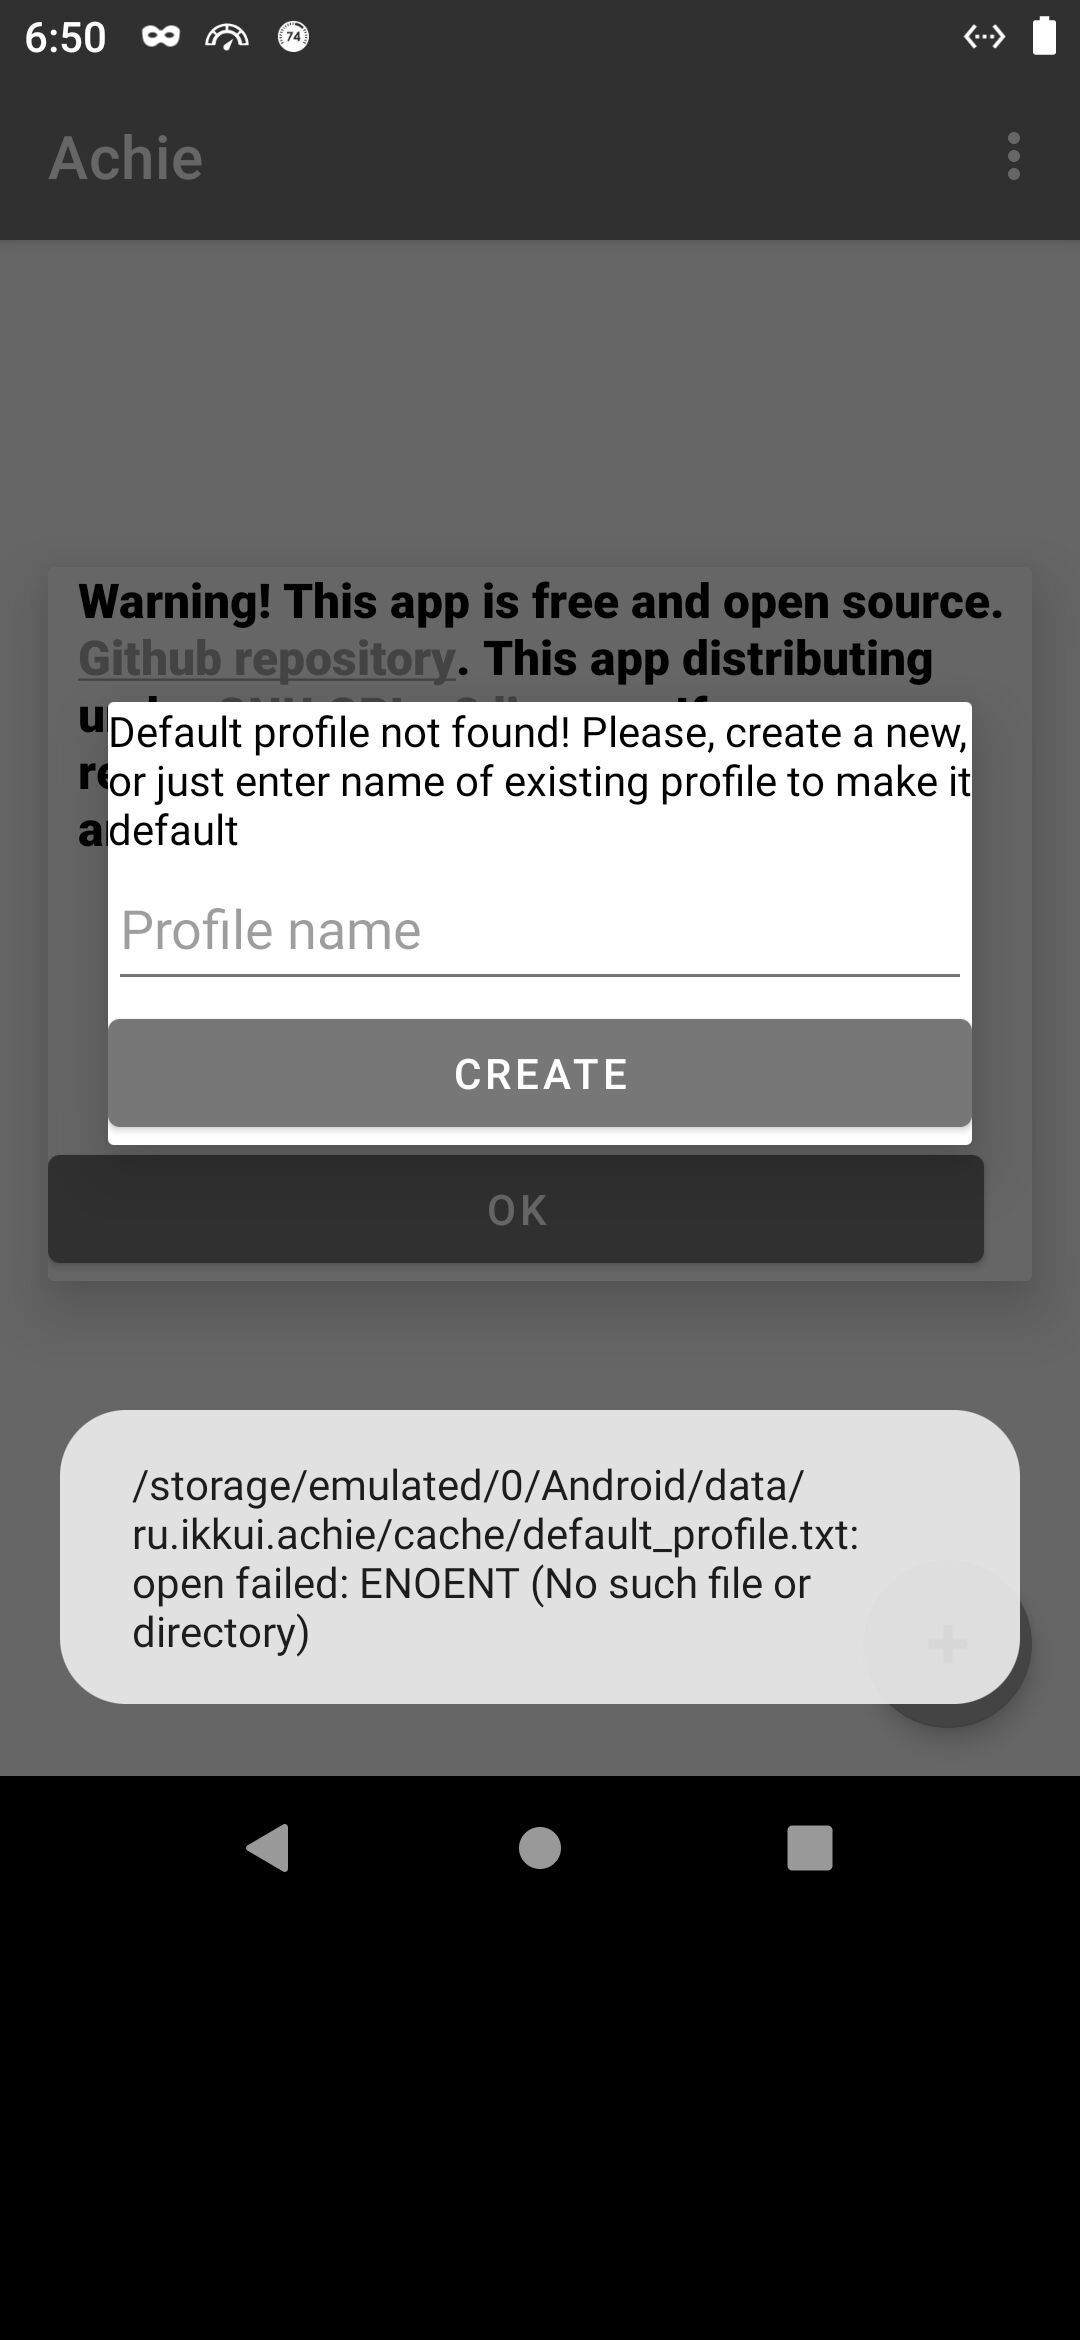 6:50
74
Achie
Warning! This app is free and open source.
Github repository. This app distributing
Default profile not found! Please, create a new,
or just enter name of existing profile to make it
default
Profile name
CREATE
OK
/storage/emulated/0/Android/data/
ru.ikkui.achie/cache/default_profile.txt:
open failed: ENOENT (No such file or
directory)